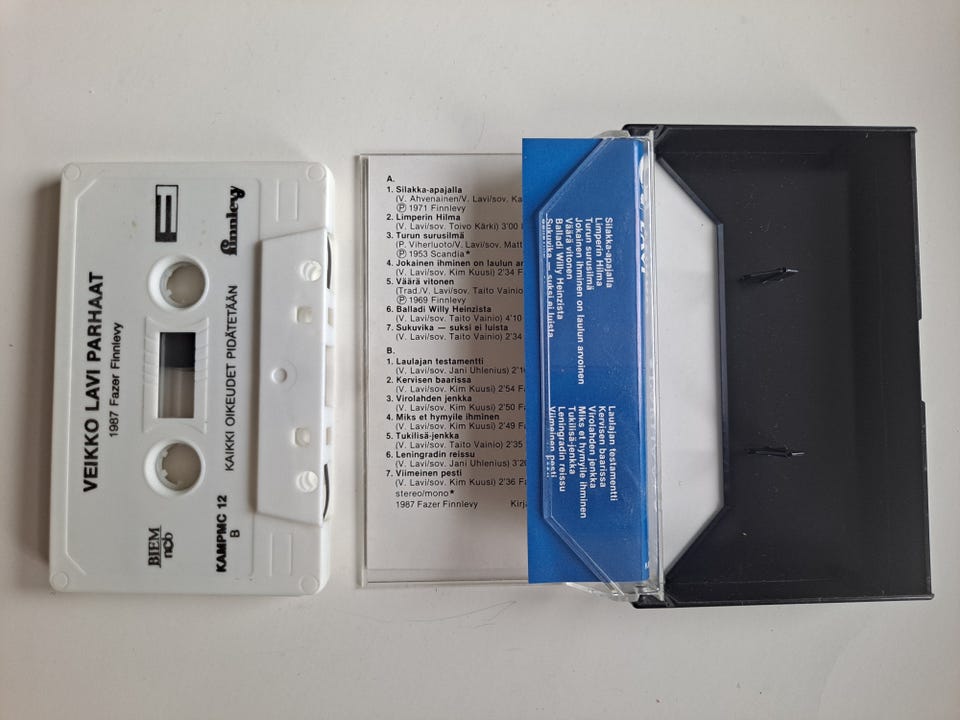 VEIKKO LAVI PARHAAT
1987 Fazer Finnlevy
BIEM
ncb
KAMPMC 12
B
KAIKKI OIKEUDET PIDÄTETÄÄN
finnlevy
A.
1. Silakka-apajalla
(V. Ahvenainen/V. Lavi/sov. Ka
Ⓟ 1971 Finnlevy
2. Limperin Hilma
(V. Lavi/sov. Toivo Kärki) 3'00
3. Turun surusilmä
(P. Viherluoto/V. Lavi/sov. Matt
Ⓟ 1953 Scandia*
4. Jokainen ihminen on laulun ar
(V. Lavi/sov. Kim Kuusi) 2'34 F
5. Väärä vitonen
(Trad./V. Lavi/sov. Taito Vainio
Ⓟ 1969 Finnlevy
6. Balladi Willy Heinzista
(V. Lavi/sov. Taito Vainio) 4'10
7. Sukuvika — suksi ei luista
(V. Lavi/sov. Taito Vainio) 2'34
B.
1. Laulajan testamentti
(V. Lavi/sov. Jani Uhlenius) 2'1
2. Kervisen baarissa
(V. Lavi/sov. Kim Kuusi) 2'54 F
3. Virolahden jenkka
(V. Lavi/sov. Kim Kuusi) 2'50 F
4. Miks et hymyile ihminen
(V. Lavi/sov. Kim Kuusi) 2'49 F
5. Tukilisä-jenkka
(V. Lavi/sov. Taito Vainio) 2'35
6. Leningradin reissu
(V. Lavi/sov. Jani Uhlenius) 3'2
7. Viimeinen pesti
(V. Lavi/sov. Kim Kuusi) 2'36 F
stereo/mono*
1987 Fazer Finnlevy Kirj
Silakka-apajalla
Limperin Hilma
Turun surusilmä
Jokainen ihminen on laulun arvoinen
Väärä vitonen
Balladi Willy Heinzista
Sukuvika — suksi ei luista
Laulajan testamentti
Kervisen baarissa
Virolahden jenkka
Miks et hymyile ihminen
Tukilisä-jenkka
Leningradin reissu
Viimeinen pesti